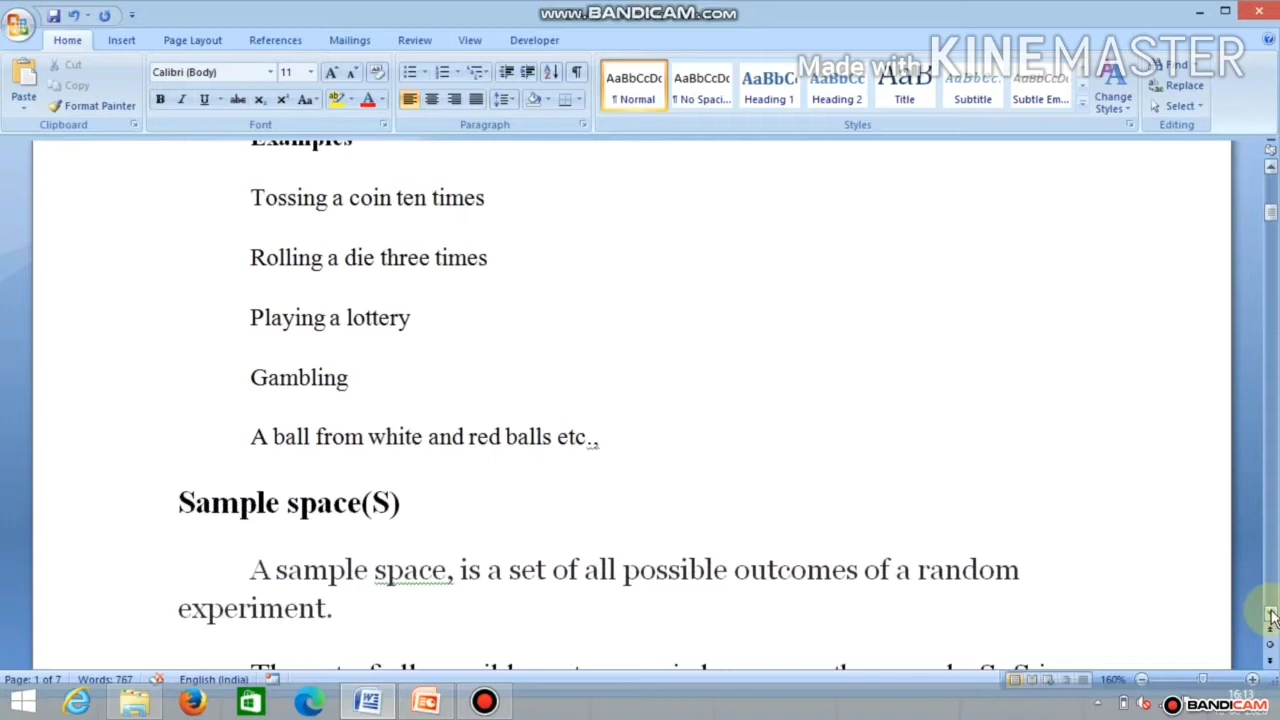 www.BANDICAM.com
Home Insert Page Layout References Mailings Review View Developer
Made with KINEMASTER
Paste
Cut
Copy
Format Painter
Clipboard
Calibri (Body) 11
Font
Paragraph
AaBbCcDc AaBbCcDc AaBbC AaBbCc AaB AaBbCc. AaBbCcDc
¶ Normal ¶ No Spaci... Heading 1 Heading 2 Title Subtitle Subtle Em...
Change Styles
Styles
Find
Replace
Select
Editing
Examples
Tossing a coin ten times
Rolling a die three times
Playing a lottery
Gambling
A ball from white and red balls etc.,
Sample space(S)
A sample space, is a set of all possible outcomes of a random
experiment.
Page: 1 of 7 Words: 767 English (India) 160%
16:13
BANDICAM